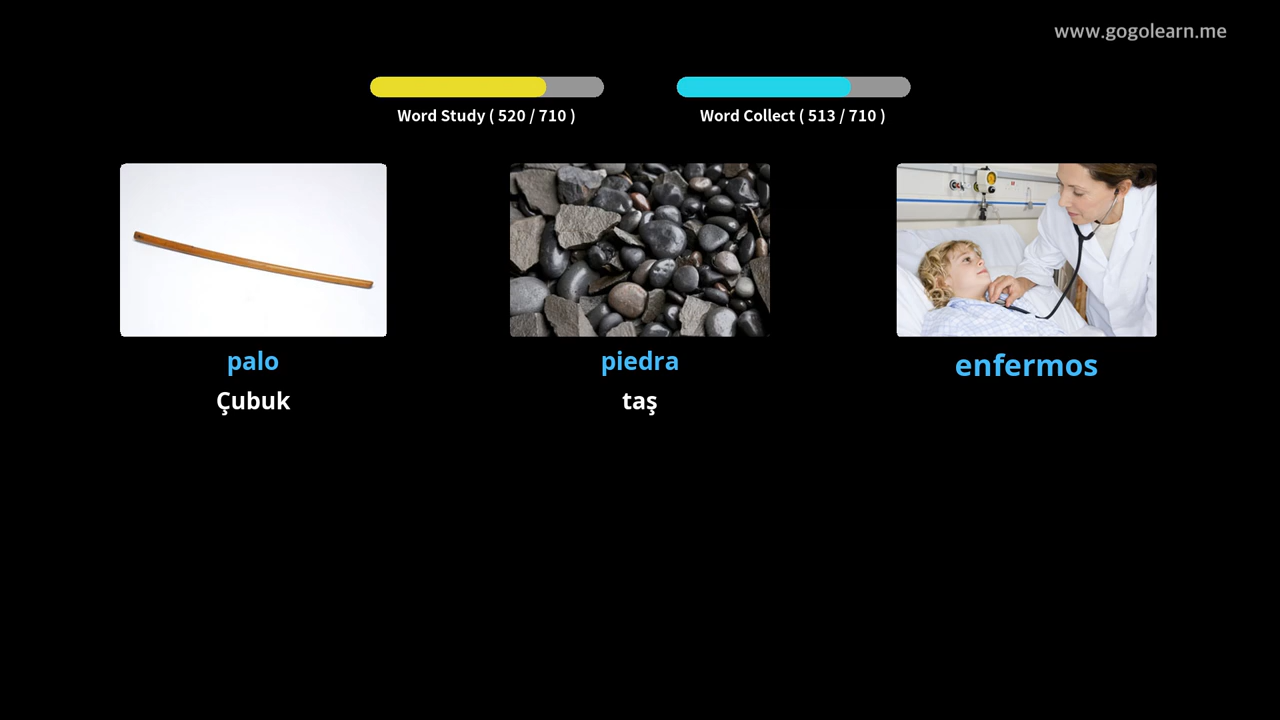 www.gogolearn.me
Word Study ( 520 / 710 )
Word Collect ( 513 / 710 )
palo
piedra
enfermos
Çubuk
taş